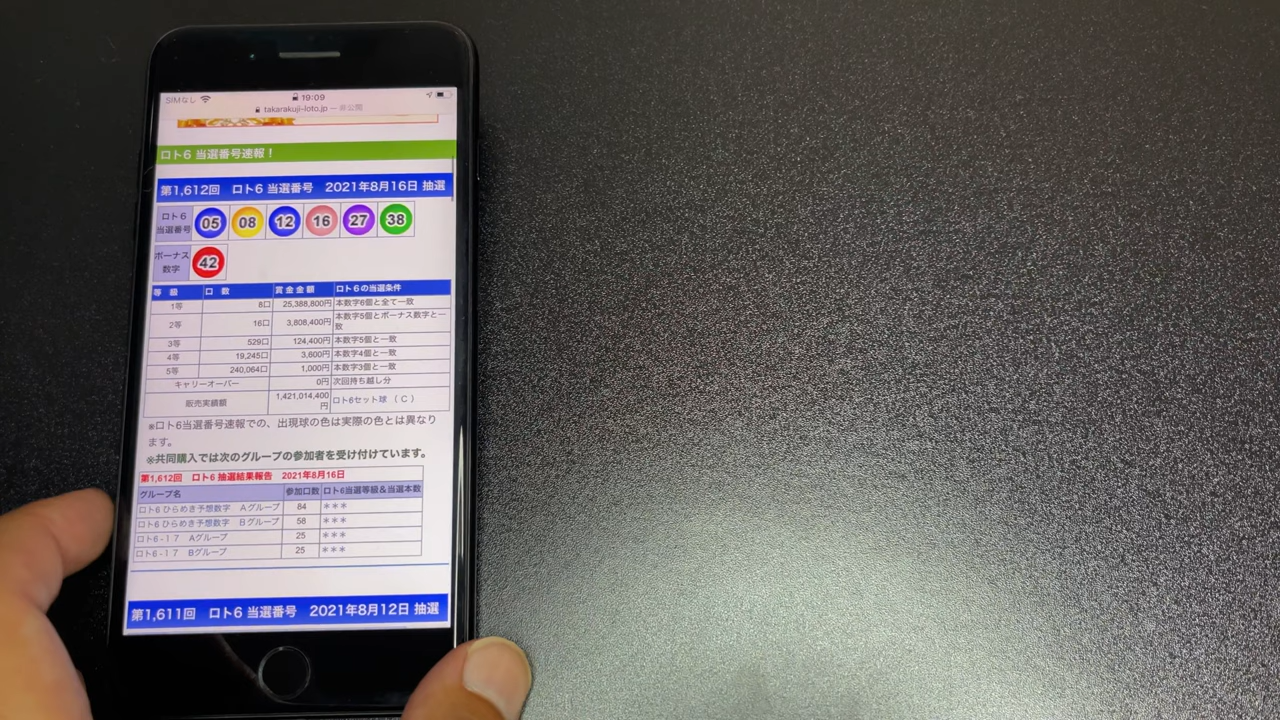 SIMなし 19:09
takarakuji-loto.jp — 非公開
ロト6 当選番号速報！
第1,612回 ロト6 当選番号 2021年8月16日 抽選
ロト6 当選番号 05 08 12 16 27 38
ボーナス数字 42
等 級 口 数 賞金金額 ロト6の当選条件
1等 8口 25,388,800円 本数字6個と全て一致
2等 16口 3,808,400円 本数字5個とボーナス数字と一致
3等 529口 124,400円 本数字5個と一致
4等 19,245口 3,600円 本数字4個と一致
5等 240,064口 1,000円 本数字3個と一致
キャリーオーバー 0円 次回持ち越し分
販売実績額 1,421,014,400円 ロト6セット球 （Ｃ）
※ロト6当選番号速報での、出現球の色は実際の色とは異なり
ます。
※共同購入では次のグループの参加者を受け付けています。
第1,612回 ロト6 抽選結果報告 2021年8月16日
グループ名 参加口数 ロト6当選等級＆当選本数
ロト6 ひらめき予想数字 Ａグループ 84 ＊＊＊
ロト6 ひらめき予想数字 Ｂグループ 58 ＊＊＊
ロト6-１７ Ａグループ 25 ＊＊＊
ロト6-１７ Ｂグループ 25 ＊＊＊
第1,611回 ロト6 当選番号 2021年8月12日 抽選